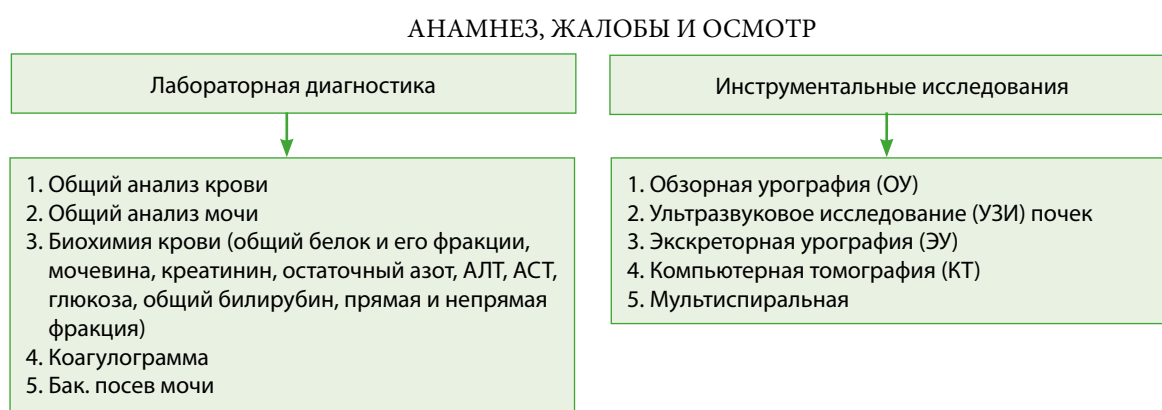 АНАМНЕЗ, ЖАЛОБЫ И ОСМОТР
Лабораторная диагностика
1. Общий анализ крови
2. Общий анализ мочи
3. Биохимия крови (общий белок и его фракции,
мочевина, креатинин, остаточный азот, АЛТ, АСТ,
глюкоза, общий билирубин, прямая и непрямая
фракция)
4. Коагулограмма
5. Бак. посев мочи
Инструментальные исследования
1. Обзорная урография (ОУ)
2. Ультразвуковое исследование (УЗИ) почек
3. Экскреторная урография (ЭУ)
4. Компьютерная томография (КТ)
5. Мультиспиральная